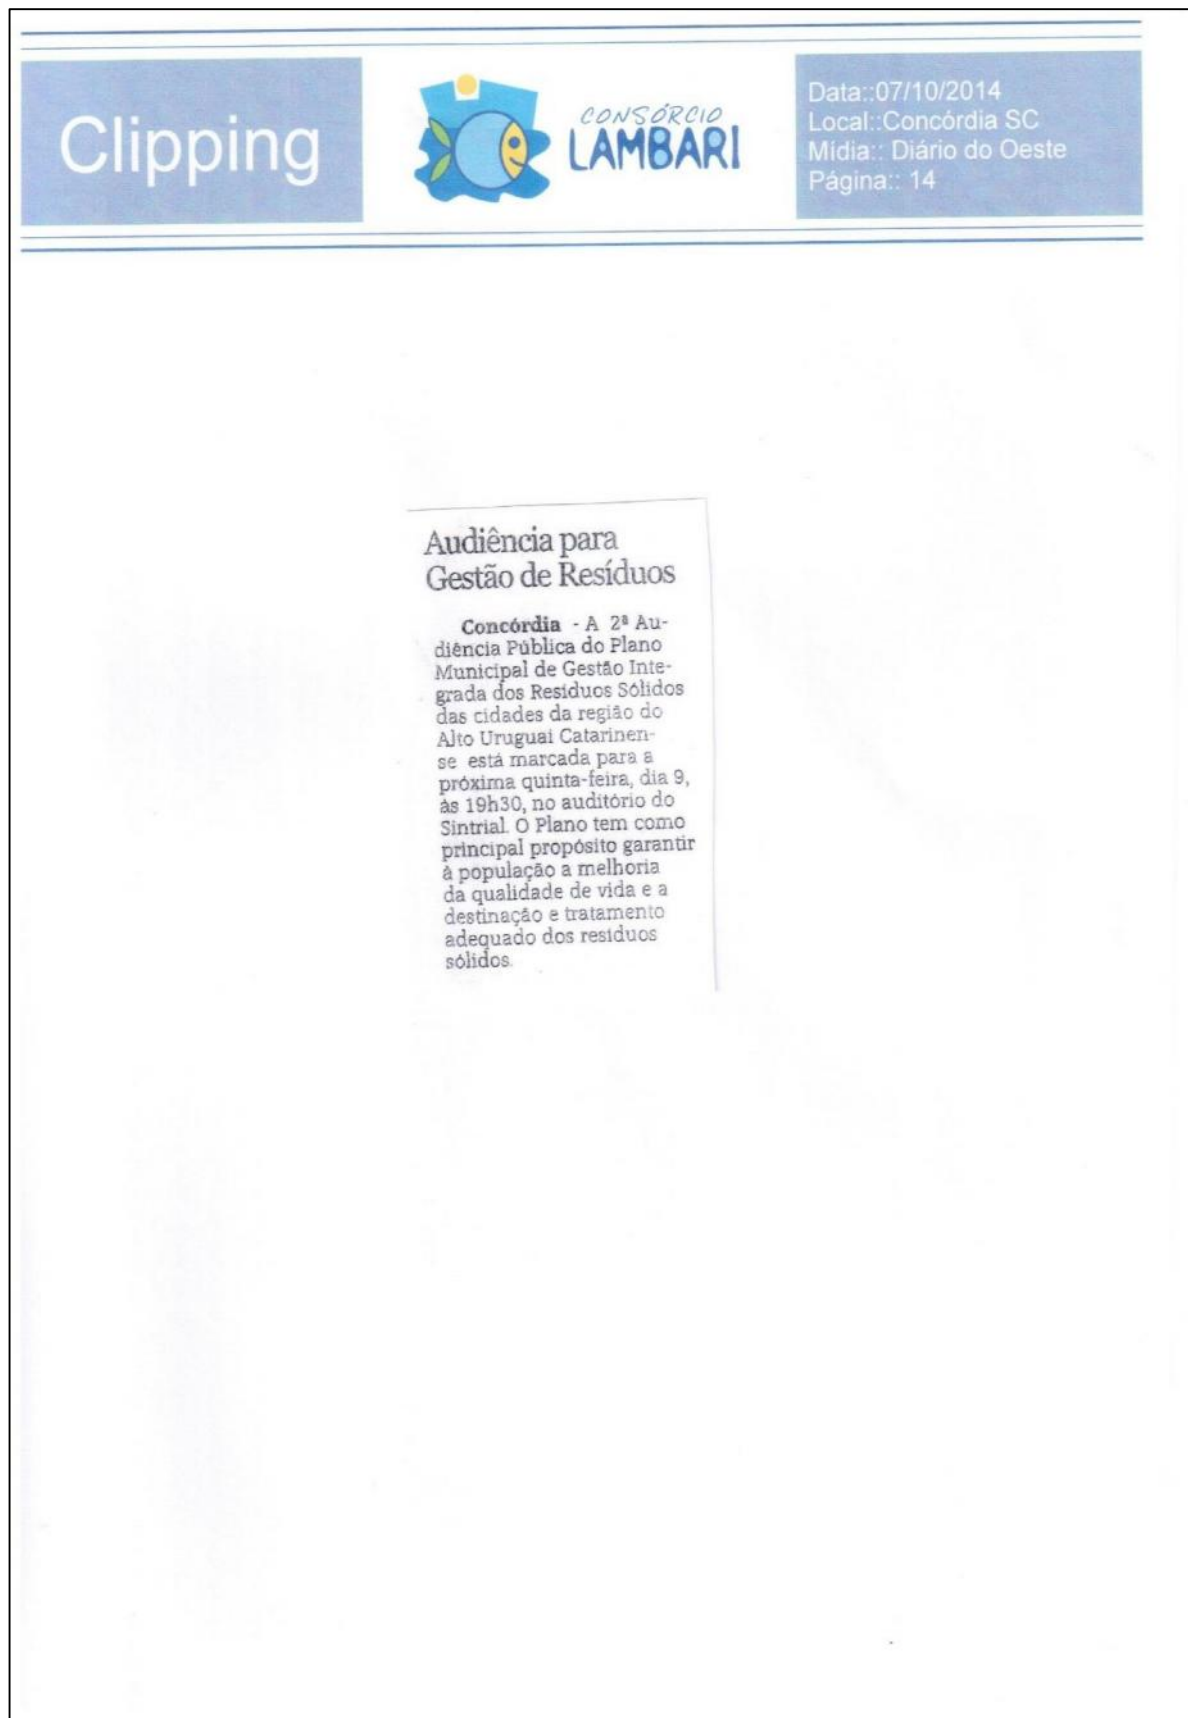 Clipping
CONSÓRCIO
LAMBARI
Data::07/10/2014
Local::Concórdia SC
Mídia:: Diário do Oeste
Página:: 14
Audiência para
Gestão de Resíduos
Concórdia - A 2ª Au-
diência Pública do Plano
Municipal de Gestão Inte-
grada dos Resíduos Sólidos
das cidades da região do
Alto Uruguai Catarinen-
se está marcada para a
próxima quinta-feira, dia 9,
às 19h30, no auditório do
Sintrial. O Plano tem como
principal propósito garantir
à população a melhoria
da qualidade de vida e a
destinação e tratamento
adequado dos resíduos
sólidos.